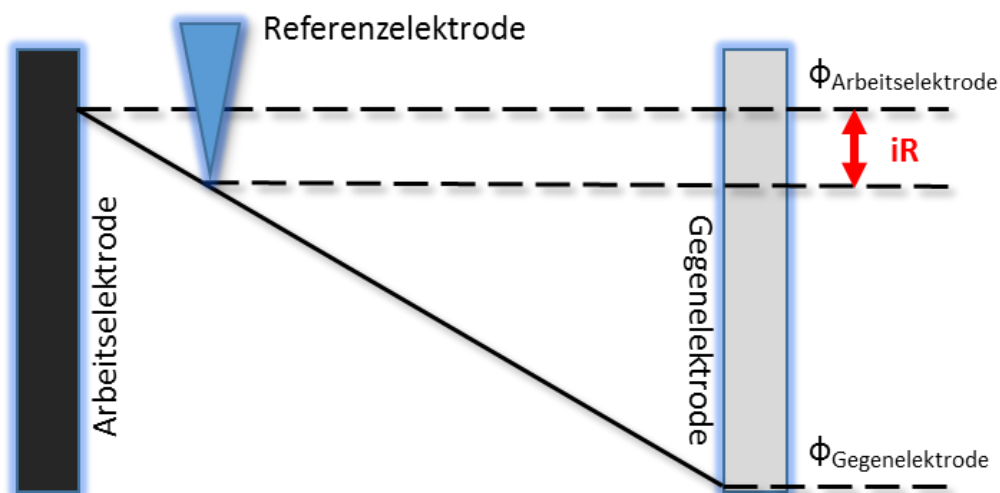 Referenzelektrode
ϕArbeitselektrode
iR
Arbeitselektrode
Gegenelektrode
ϕGegenelektrode